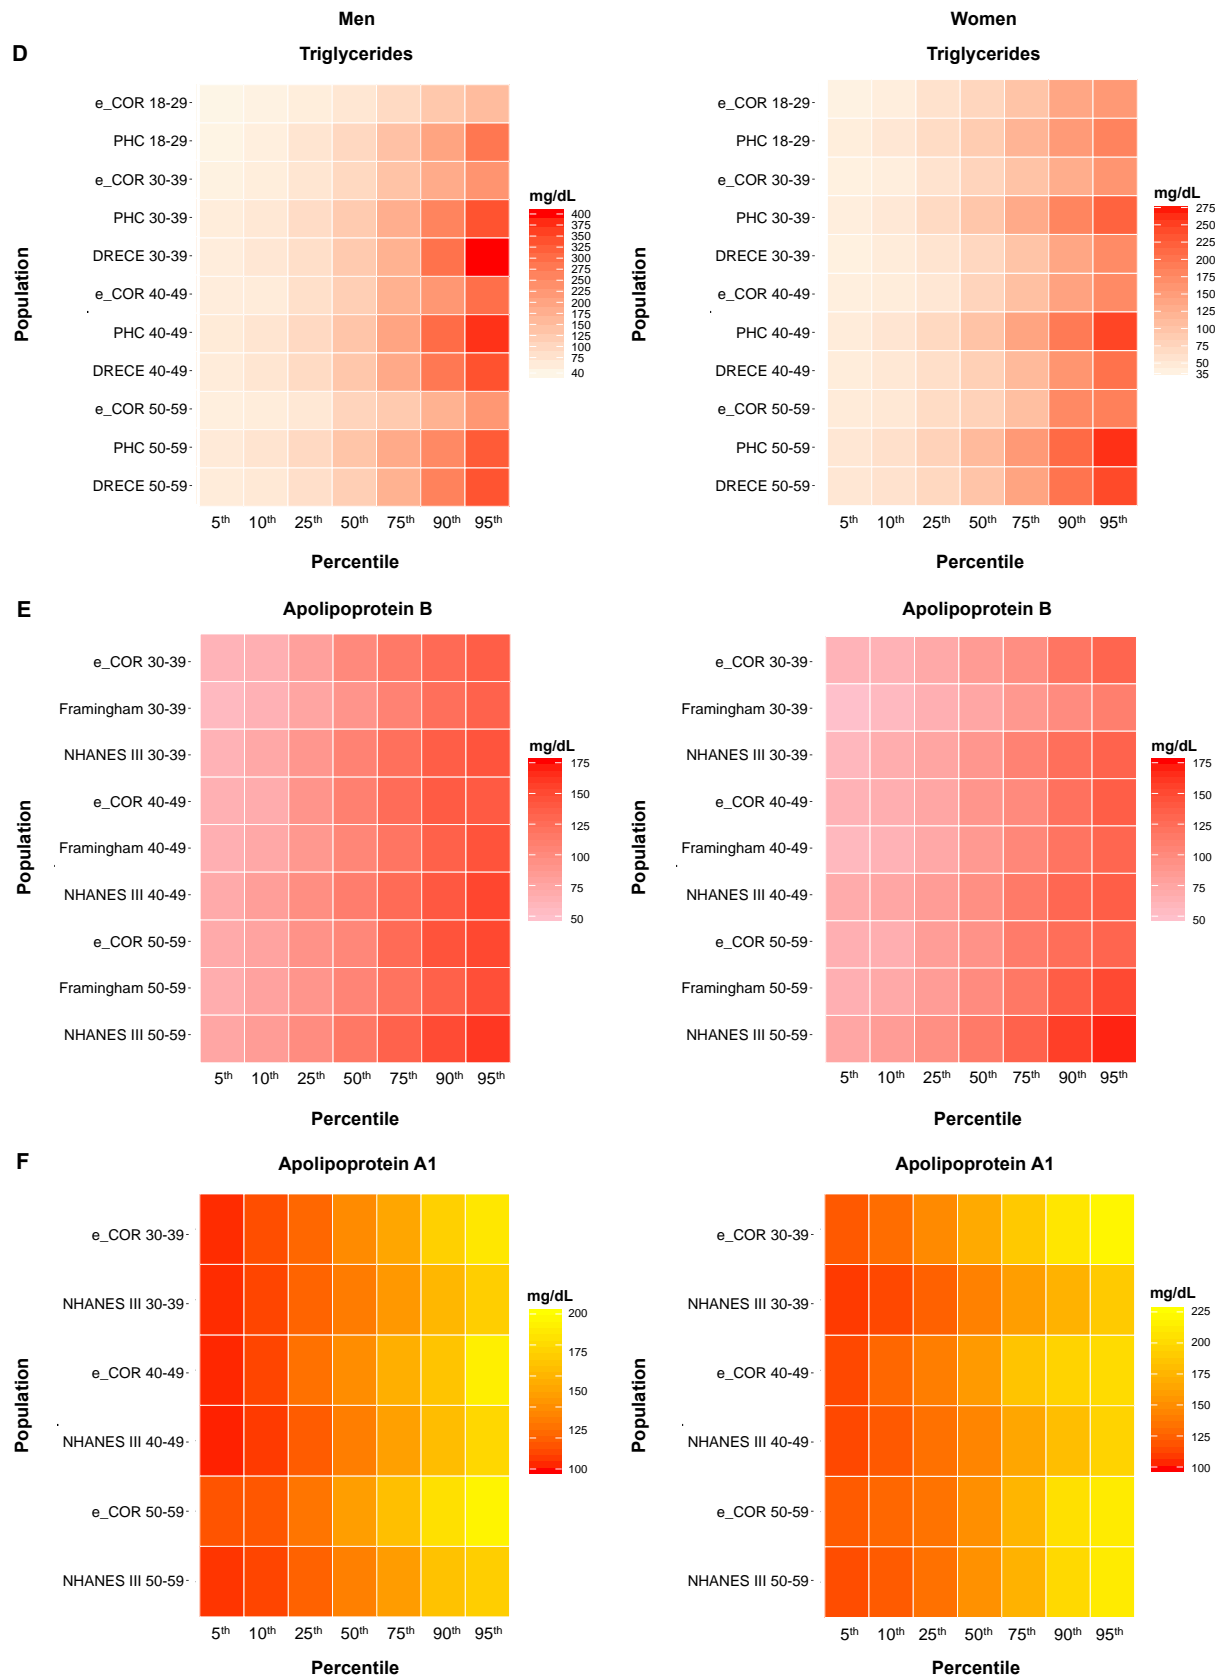 Men
Women
D
Triglycerides
Triglycerides
Population
e_COR 18-29
PHC 18-29
e_COR 30-39
PHC 30-39
DRECE 30-39
e_COR 40-49
PHC 40-49
DRECE 40-49
e_COR 50-59
PHC 50-59
DRECE 50-59
5th 10th 25th 50th 75th 90th 95th
Percentile
mg/dL
400
375
350
325
300
275
250
225
200
175
150
125
100
75
40
Population
e_COR 18-29
PHC 18-29
e_COR 30-39
PHC 30-39
DRECE 30-39
e_COR 40-49
PHC 40-49
DRECE 40-49
e_COR 50-59
PHC 50-59
DRECE 50-59
5th 10th 25th 50th 75th 90th 95th
Percentile
mg/dL
275
250
225
200
175
150
125
100
75
50
35
E
Apolipoprotein B
Apolipoprotein B
Population
e_COR 30-39
Framingham 30-39
NHANES III 30-39
e_COR 40-49
Framingham 40-49
NHANES III 40-49
e_COR 50-59
Framingham 50-59
NHANES III 50-59
5th 10th 25th 50th 75th 90th 95th
Percentile
mg/dL
175
150
125
100
75
50
Population
e_COR 30-39
Framingham 30-39
NHANES III 30-39
e_COR 40-49
Framingham 40-49
NHANES III 40-49
e_COR 50-59
Framingham 50-59
NHANES III 50-59
5th 10th 25th 50th 75th 90th 95th
Percentile
mg/dL
175
150
125
100
75
50
F
Apolipoprotein A1
Apolipoprotein A1
Population
e_COR 30-39
NHANES III 30-39
e_COR 40-49
NHANES III 40-49
e_COR 50-59
NHANES III 50-59
5th 10th 25th 50th 75th 90th 95th
Percentile
mg/dL
200
175
150
125
100
Population
e_COR 30-39
NHANES III 30-39
e_COR 40-49
NHANES III 40-49
e_COR 50-59
NHANES III 50-59
5th 10th 25th 50th 75th 90th 95th
Percentile
mg/dL
225
200
175
150
125
100